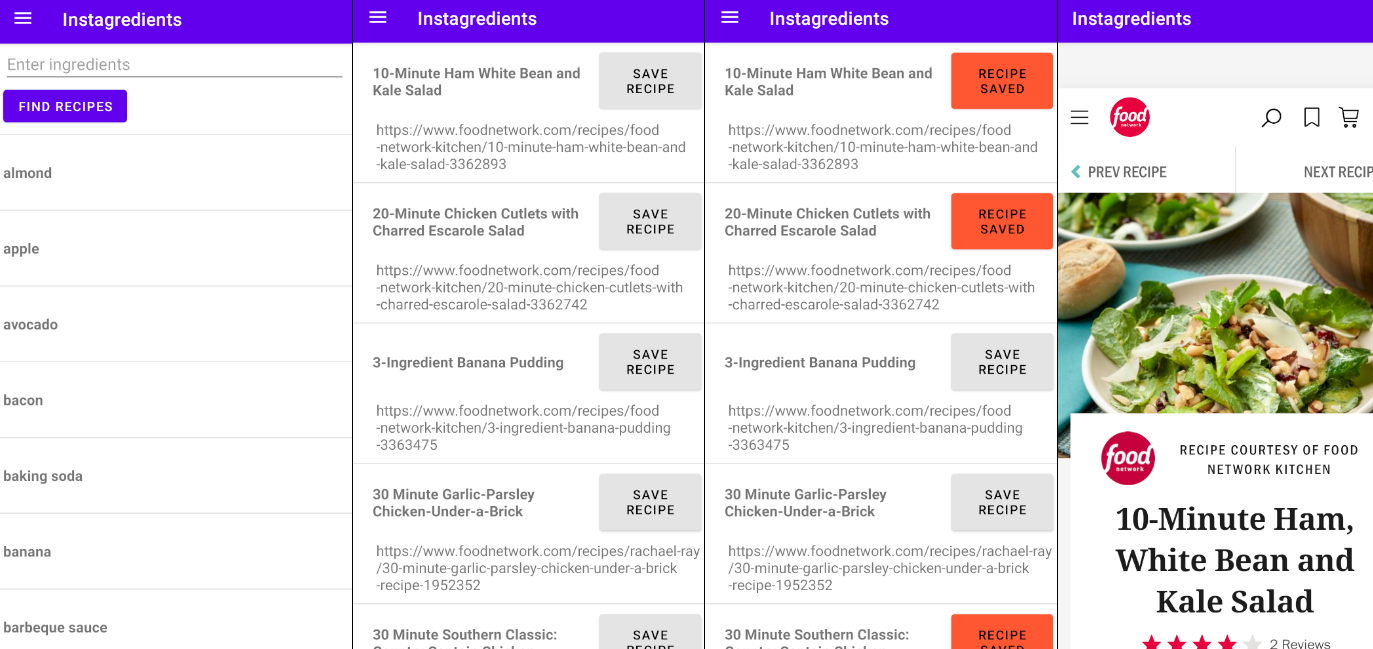 Instagredients
Enter ingredients
FIND RECIPES
almond
apple
avocado
bacon
baking soda
banana
barbeque sauce
Instagredients
10-Minute Ham White Bean and
Kale Salad
SAVE
RECIPE
https://www.foodnetwork.com/recipes/food
-network-kitchen/10-minute-ham-white-bean-and
-kale-salad-3362893
20-Minute Chicken Cutlets with
Charred Escarole Salad
SAVE
RECIPE
https://www.foodnetwork.com/recipes/food
-network-kitchen/20-minute-chicken-cutlets-with
-charred-escarole-salad-3362742
3-Ingredient Banana Pudding
SAVE
RECIPE
https://www.foodnetwork.com/recipes/food
-network-kitchen/3-ingredient-banana-pudding
-3363475
30 Minute Garlic-Parsley
Chicken-Under-a-Brick
SAVE
RECIPE
https://www.foodnetwork.com/recipes/rachael-ray
/30-minute-garlic-parsley-chicken-under-a-brick
-recipe-1952352
30 Minute Southern Classic:
SAVE
Instagredients
10-Minute Ham White Bean and
Kale Salad
RECIPE
SAVED
https://www.foodnetwork.com/recipes/food
-network-kitchen/10-minute-ham-white-bean-and
-kale-salad-3362893
20-Minute Chicken Cutlets with
Charred Escarole Salad
RECIPE
SAVED
https://www.foodnetwork.com/recipes/food
-network-kitchen/20-minute-chicken-cutlets-with
-charred-escarole-salad-3362742
3-Ingredient Banana Pudding
SAVE
RECIPE
https://www.foodnetwork.com/recipes/food
-network-kitchen/3-ingredient-banana-pudding
-3363475
30 Minute Garlic-Parsley
Chicken-Under-a-Brick
SAVE
RECIPE
https://www.foodnetwork.com/recipes/rachael-ray
/30-minute-garlic-parsley-chicken-under-a-brick
-recipe-1952352
30 Minute Southern Classic:
RECIPE
Instagredients
food
network
PREV RECIPE
NEXT RECIP
food
network
RECIPE COURTESY OF FOOD
NETWORK KITCHEN
10-Minute Ham,
White Bean and
Kale Salad
2 Reviews